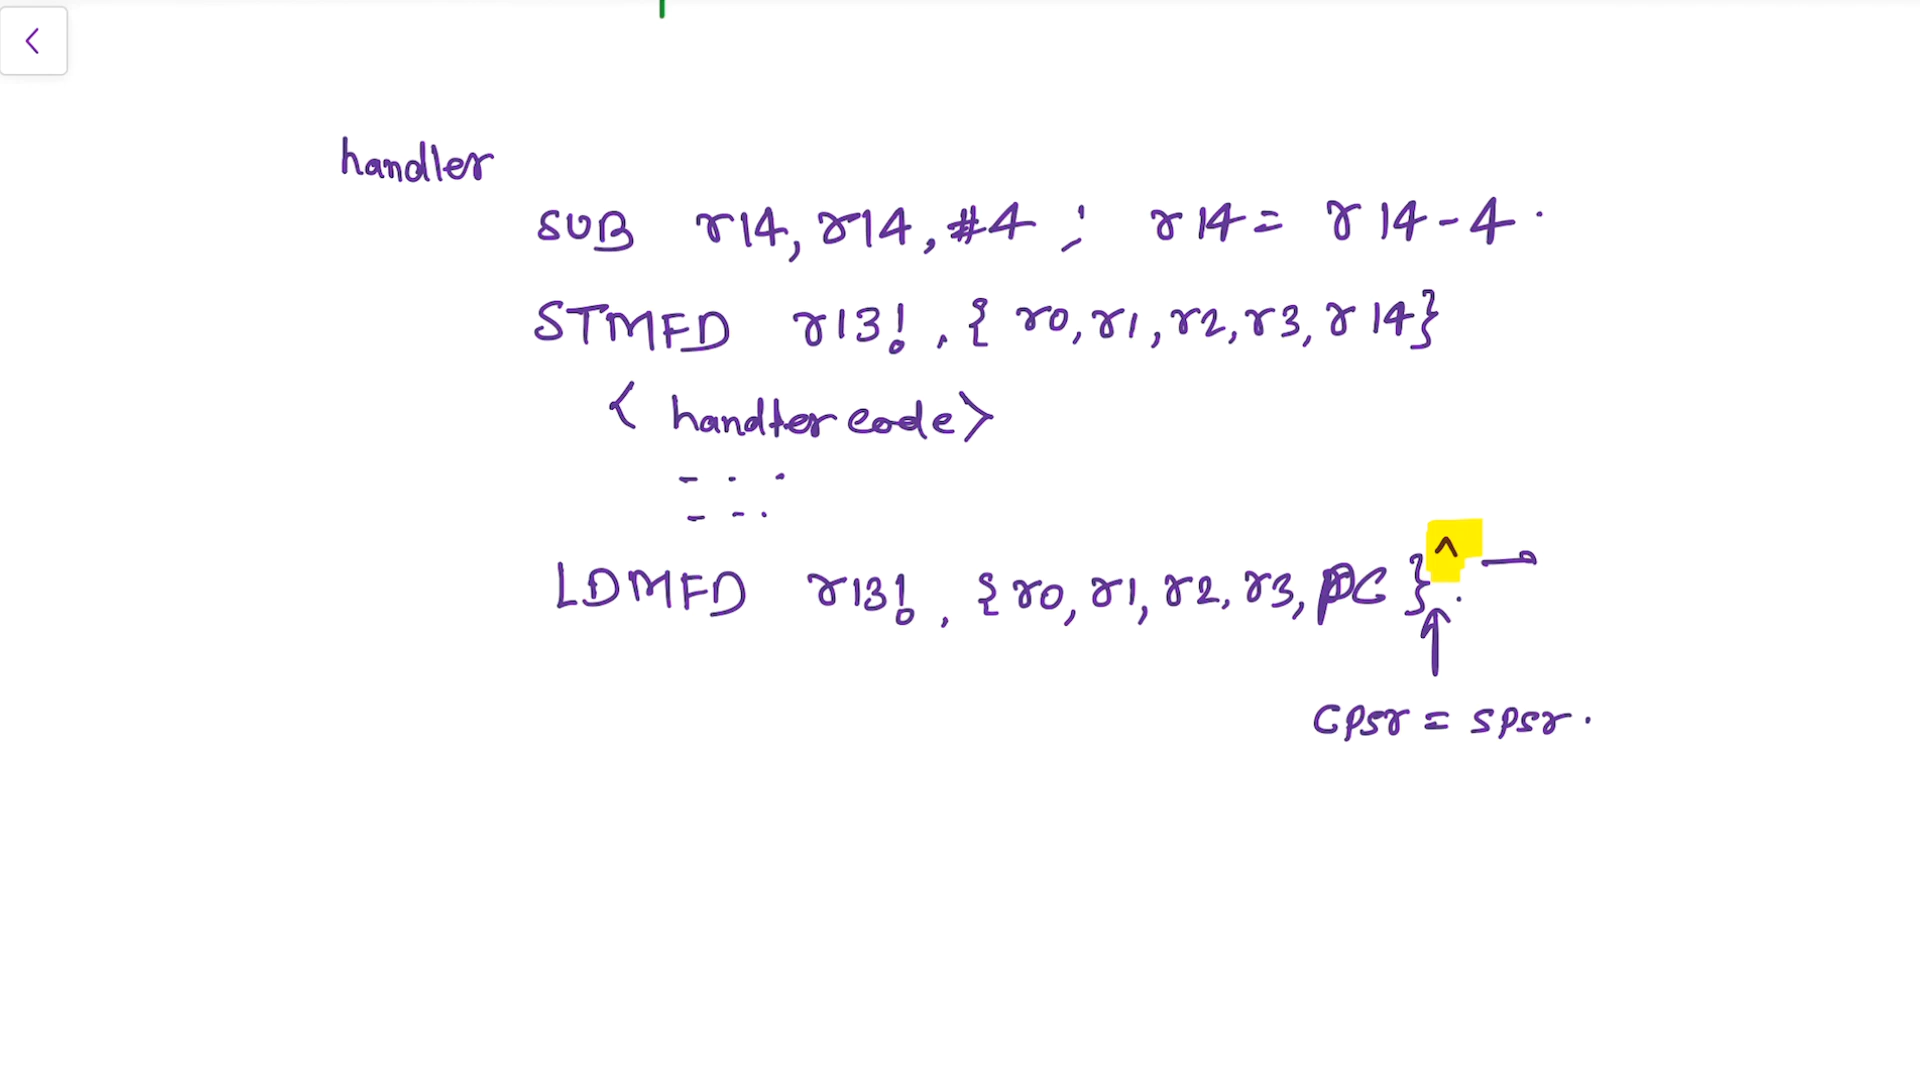 handler
SUB r14, r14, #4 ; r14 = r14-4.
STMFD r13!, { r0, r1, r2, r3, r14}
< handler code>
LDMFD r13!, {r0, r1, r2, r3, PC }^
cpsr = spsr.